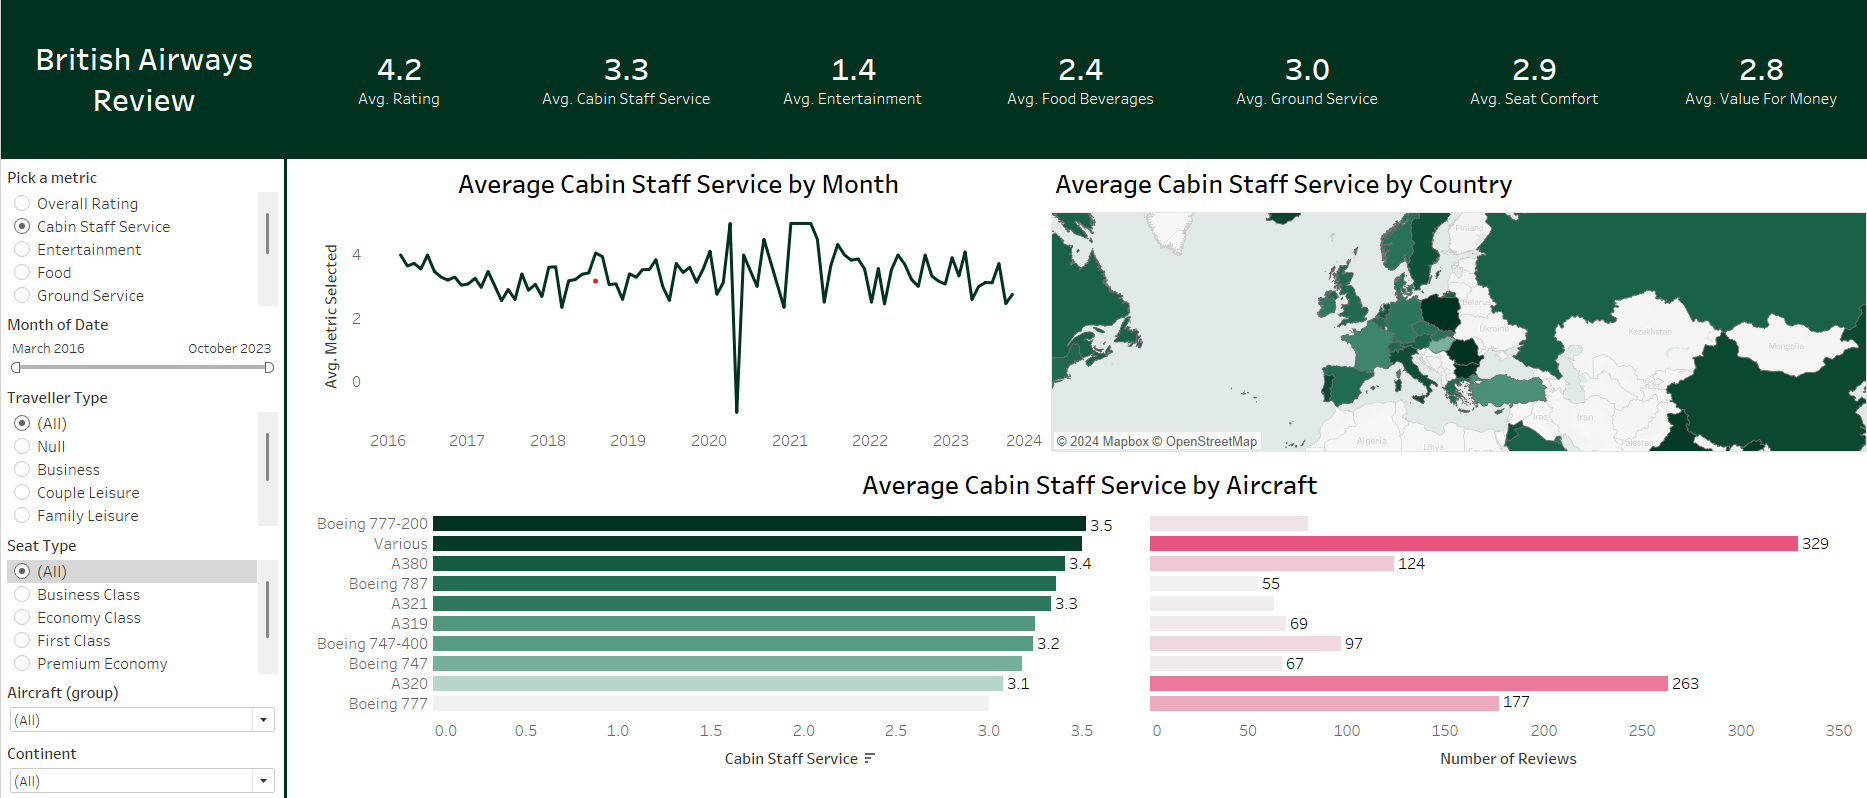 British Airways
Review
4.2
Avg. Rating
3.3
Avg. Cabin Staff Service
1.4
Avg. Entertainment
2.4
Avg. Food Beverages
3.0
Avg. Ground Service
2.9
Avg. Seat Comfort
2.8
Avg. Value For Money
Pick a metric
Overall Rating
Cabin Staff Service
Entertainment
Food
Ground Service
Month of Date
March 2016 October 2023
Traveller Type
(All)
Null
Business
Couple Leisure
Family Leisure
Seat Type
(All)
Business Class
Economy Class
First Class
Premium Economy
Aircraft (group)
(All)
Continent
(All)
Average Cabin Staff Service by Month
Avg. Metric Selected
4
2
0
2016 2017 2018 2019 2020 2021 2022 2023 2024
Average Cabin Staff Service by Country
Finland
Belarus
Ukraine
Kazakhstan
Mongolia
Iraq
Iran
Pakistan
Algeria
Libya
Egypt
© 2024 Mapbox © OpenStreetMap
Average Cabin Staff Service by Aircraft
Boeing 777-200 3.5
Various 329
A380 3.4 124
Boeing 787 55
A321 3.3
A319 69
Boeing 747-400 3.2 97
Boeing 747 67
A320 3.1 263
Boeing 777 177
0.0 0.5 1.0 1.5 2.0 2.5 3.0 3.5
0 50 100 150 200 250 300 350
Cabin Staff Service
Number of Reviews